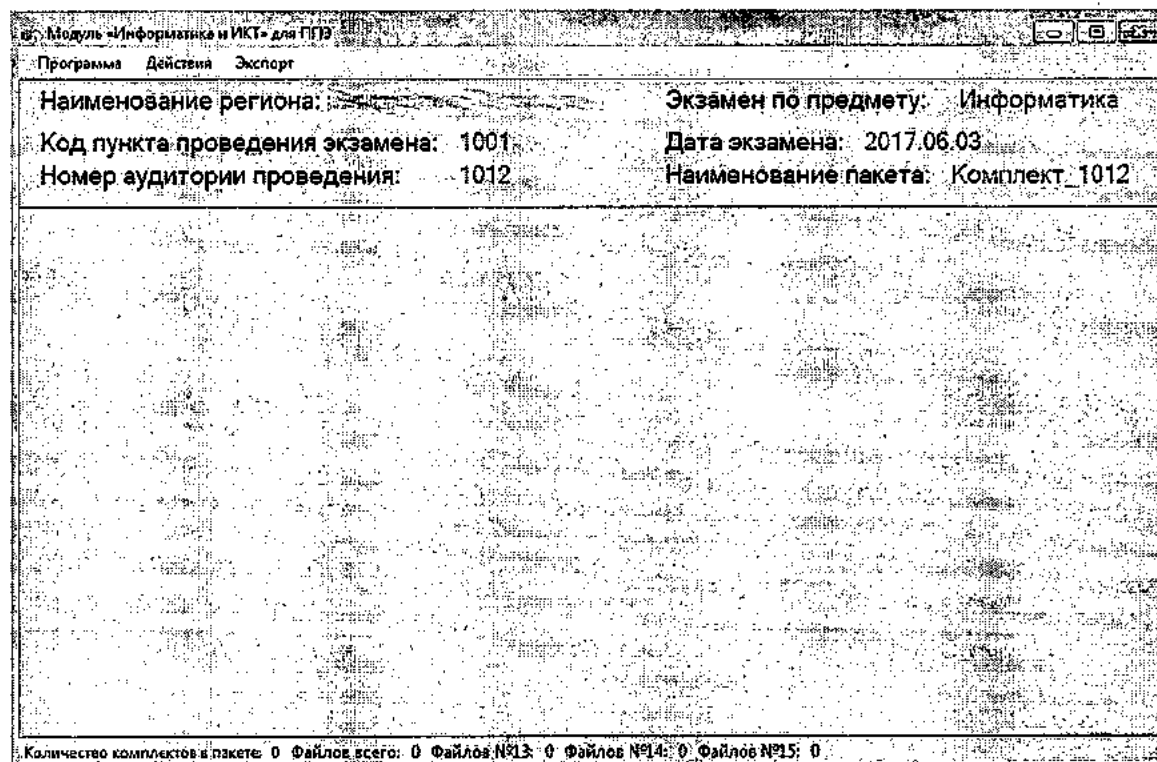 Модуль «Информатика и ИКТ» для ППЭ
Программа Действия Экспорт
Наименование региона: Экзамен по предмету: Информатика
Код пункта проведения экзамена: 1001 Дата экзамена: 2017.06.03
Номер аудитории проведения: 1012 Наименование пакета: Комплект_1012
Количество комплектов в пакете: 0 Файлов всего: 0 Файлов №13: 0 Файлов №14: 0 Файлов №15: 0